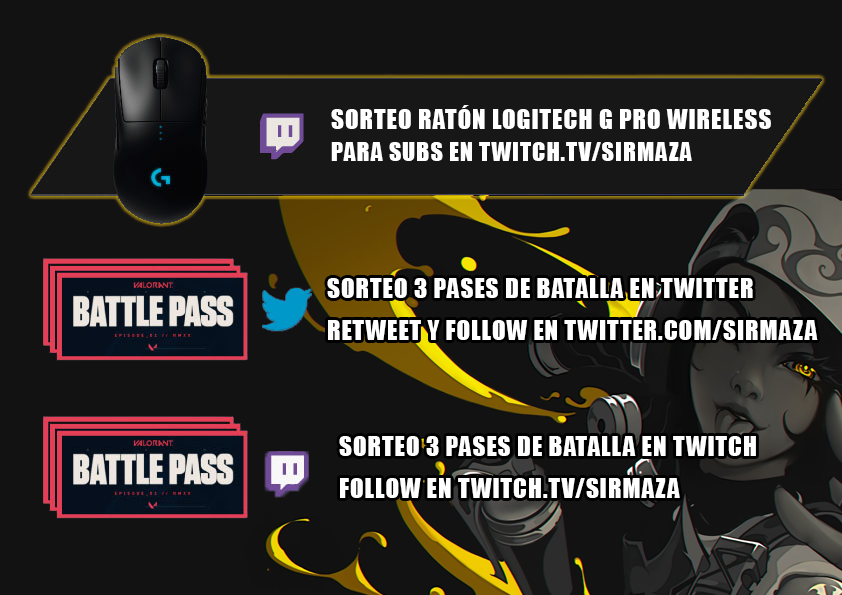 SORTEO RATÓN LOGITECH G PRO WIRELESS
PARA SUBS EN TWITCH.TV/SIRMAZA
VALORANT
BATTLE PASS
SORTEO 3 PASES DE BATALLA EN TWITTER
RETWEET Y FOLLOW EN TWITTER.COM/SIRMAZA
VALORANT
BATTLE PASS
SORTEO 3 PASES DE BATALLA EN TWITCH
FOLLOW EN TWITCH.TV/SIRMAZA